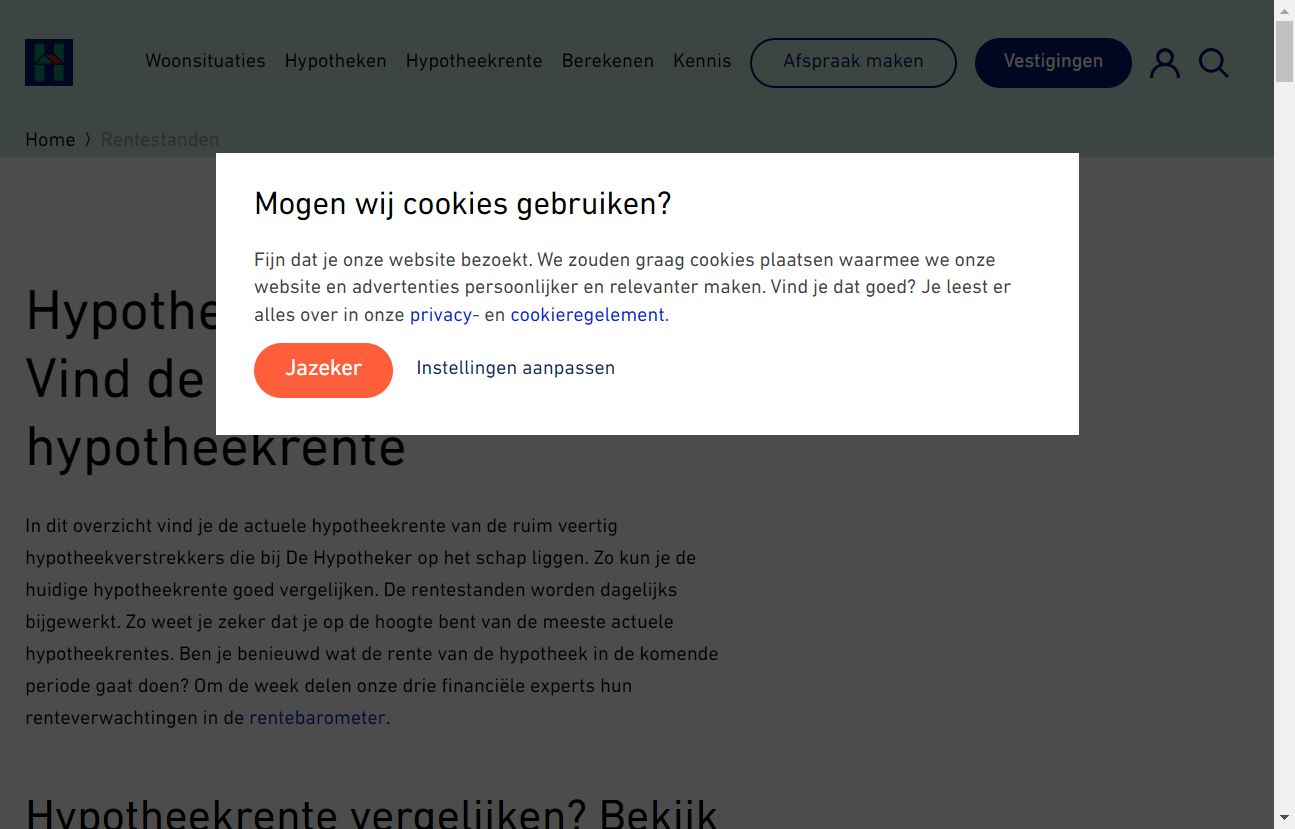 Woonsituaties Hypotheken Hypotheekrente Berekenen Kennis Afspraak maken Vestigingen
Home 〉 Rentestanden
Mogen wij cookies gebruiken?
Fijn dat je onze website bezoekt. We zouden graag cookies plaatsen waarmee we onze
website en advertenties persoonlijker en relevanter maken. Vind je dat goed? Je leest er
alles over in onze privacy- en cookieregelement.
Jazeker Instellingen aanpassen
Vind de
hypotheekrente
In dit overzicht vind je de actuele hypotheekrente van de ruim veertig
hypotheekverstrekkers die bij De Hypotheker op het schap liggen. Zo kun je de
huidige hypotheekrente goed vergelijken. De rentestanden worden dagelijks
bijgewerkt. Zo weet je zeker dat je op de hoogte bent van de meeste actuele
hypotheekrentes. Ben je benieuwd wat de rente van de hypotheek in de komende
periode gaat doen? Om de week delen onze drie financiële experts hun
renteverwachtingen in de rentebarometer.
Hypotheekrente vergelijken? Bekijk